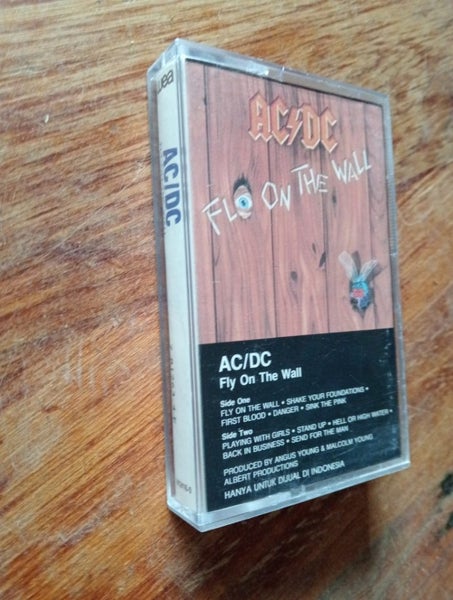 wea
AC/DC
AC/DC
FLY ON THE WALL
AC/DC
Fly On The Wall
Side One
FLY ON THE WALL • SHAKE YOUR FOUNDATIONS •
FIRST BLOOD • DANGER • SINK THE PINK
Side Two
PLAYING WITH GIRLS • STAND UP • HELL OR HIGH WATER •
BACK IN BUSINESS • SEND FOR THE MAN
PRODUCED BY ANGUS YOUNG & MALCOLM YOUNG
ALBERT PRODUCTIONS
HANYA UNTUK DIJUAL DI INDONESIA